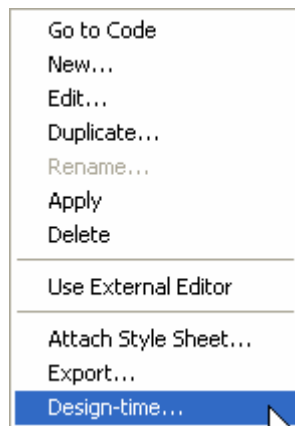 Go to Code
New...
Edit...
Duplicate...
Rename...
Apply
Delete
Use External Editor
Attach Style Sheet...
Export...
Design-time...